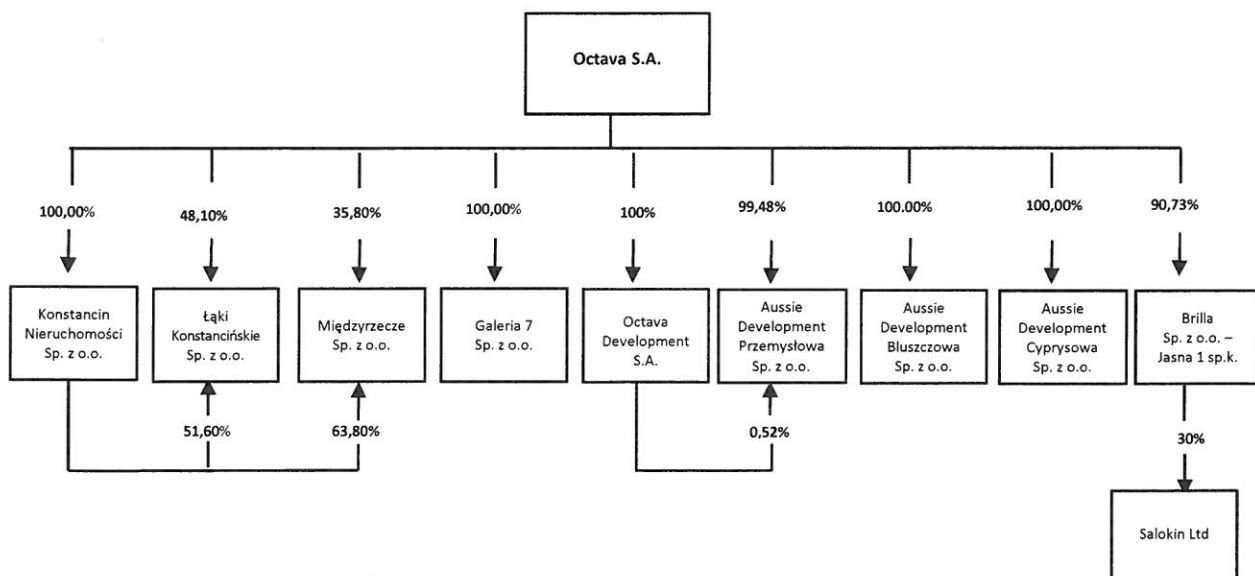 Octava S.A.
100,00%
48,10%
35,80%
100,00%
100%
99,48%
100.00%
100,00%
90,73%
Konstancin
Nieruchomości
Sp. z o.o.
Łąki
Konstancińskie
Sp. z o.o.
Międzyrzecze
Sp. z o.o.
Galeria 7
Sp. z o.o.
Octava
Development
S.A.
Aussie
Development
Przemysłowa
Sp. z o.o.
Aussie
Development
Bluszczowa
Sp. z o.o.
Aussie
Development
Cyprysowa
Sp. z o.o.
Brilla
Sp. z o.o. –
Jasna 1 sp.k.
51,60%
63,80%
0,52%
30%
Salokin Ltd